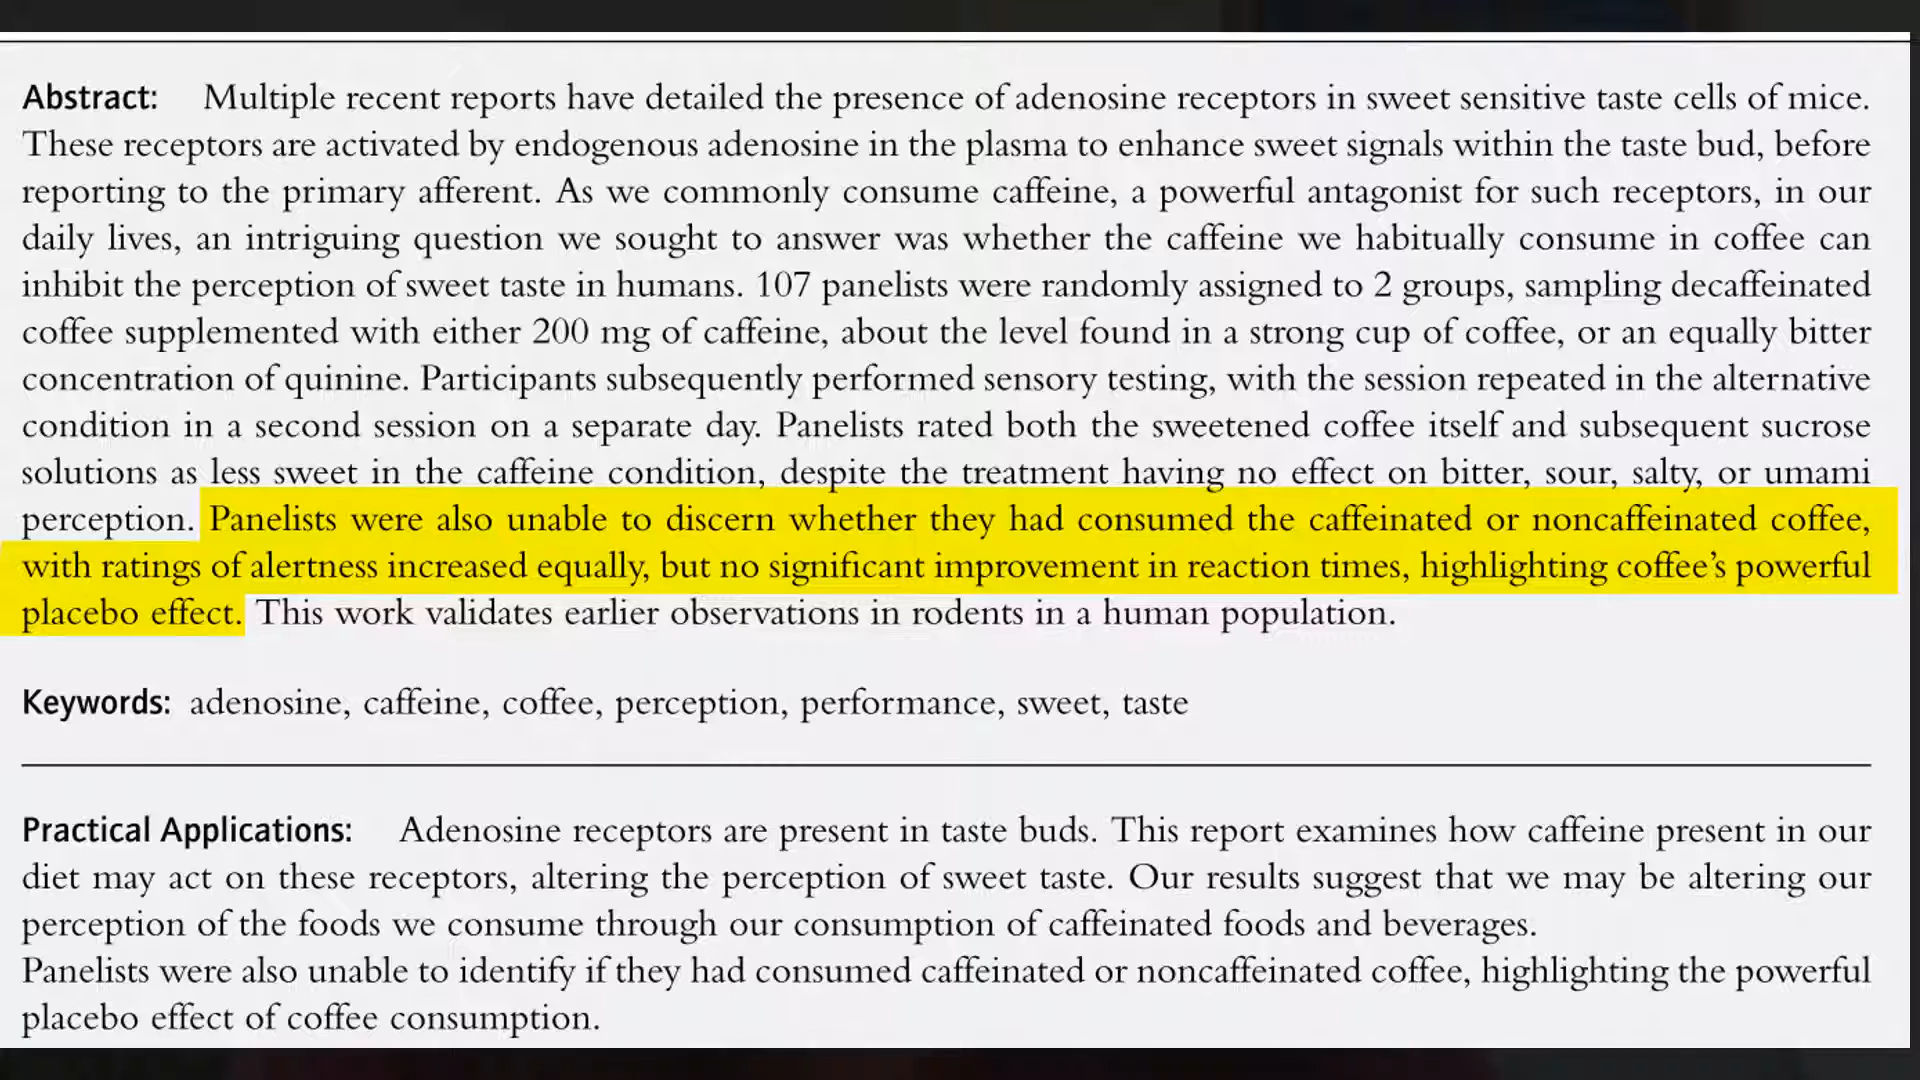 Abstract: Multiple recent reports have detailed the presence of adenosine receptors in sweet sensitive taste cells of mice.
These receptors are activated by endogenous adenosine in the plasma to enhance sweet signals within the taste bud, before
reporting to the primary afferent. As we commonly consume caffeine, a powerful antagonist for such receptors, in our
daily lives, an intriguing question we sought to answer was whether the caffeine we habitually consume in coffee can
inhibit the perception of sweet taste in humans. 107 panelists were randomly assigned to 2 groups, sampling decaffeinated
coffee supplemented with either 200 mg of caffeine, about the level found in a strong cup of coffee, or an equally bitter
concentration of quinine. Participants subsequently performed sensory testing, with the session repeated in the alternative
condition in a second session on a separate day. Panelists rated both the sweetened coffee itself and subsequent sucrose
solutions as less sweet in the caffeine condition, despite the treatment having no effect on bitter, sour, salty, or umami
perception. Panelists were also unable to discern whether they had consumed the caffeinated or noncaffeinated coffee,
with ratings of alertness increased equally, but no significant improvement in reaction times, highlighting coffee's powerful
placebo effect. This work validates earlier observations in rodents in a human population.
Keywords: adenosine, caffeine, coffee, perception, performance, sweet, taste
Practical Applications: Adenosine receptors are present in taste buds. This report examines how caffeine present in our
diet may act on these receptors, altering the perception of sweet taste. Our results suggest that we may be altering our
perception of the foods we consume through our consumption of caffeinated foods and beverages.
Panelists were also unable to identify if they had consumed caffeinated or noncaffeinated coffee, highlighting the powerful
placebo effect of coffee consumption.